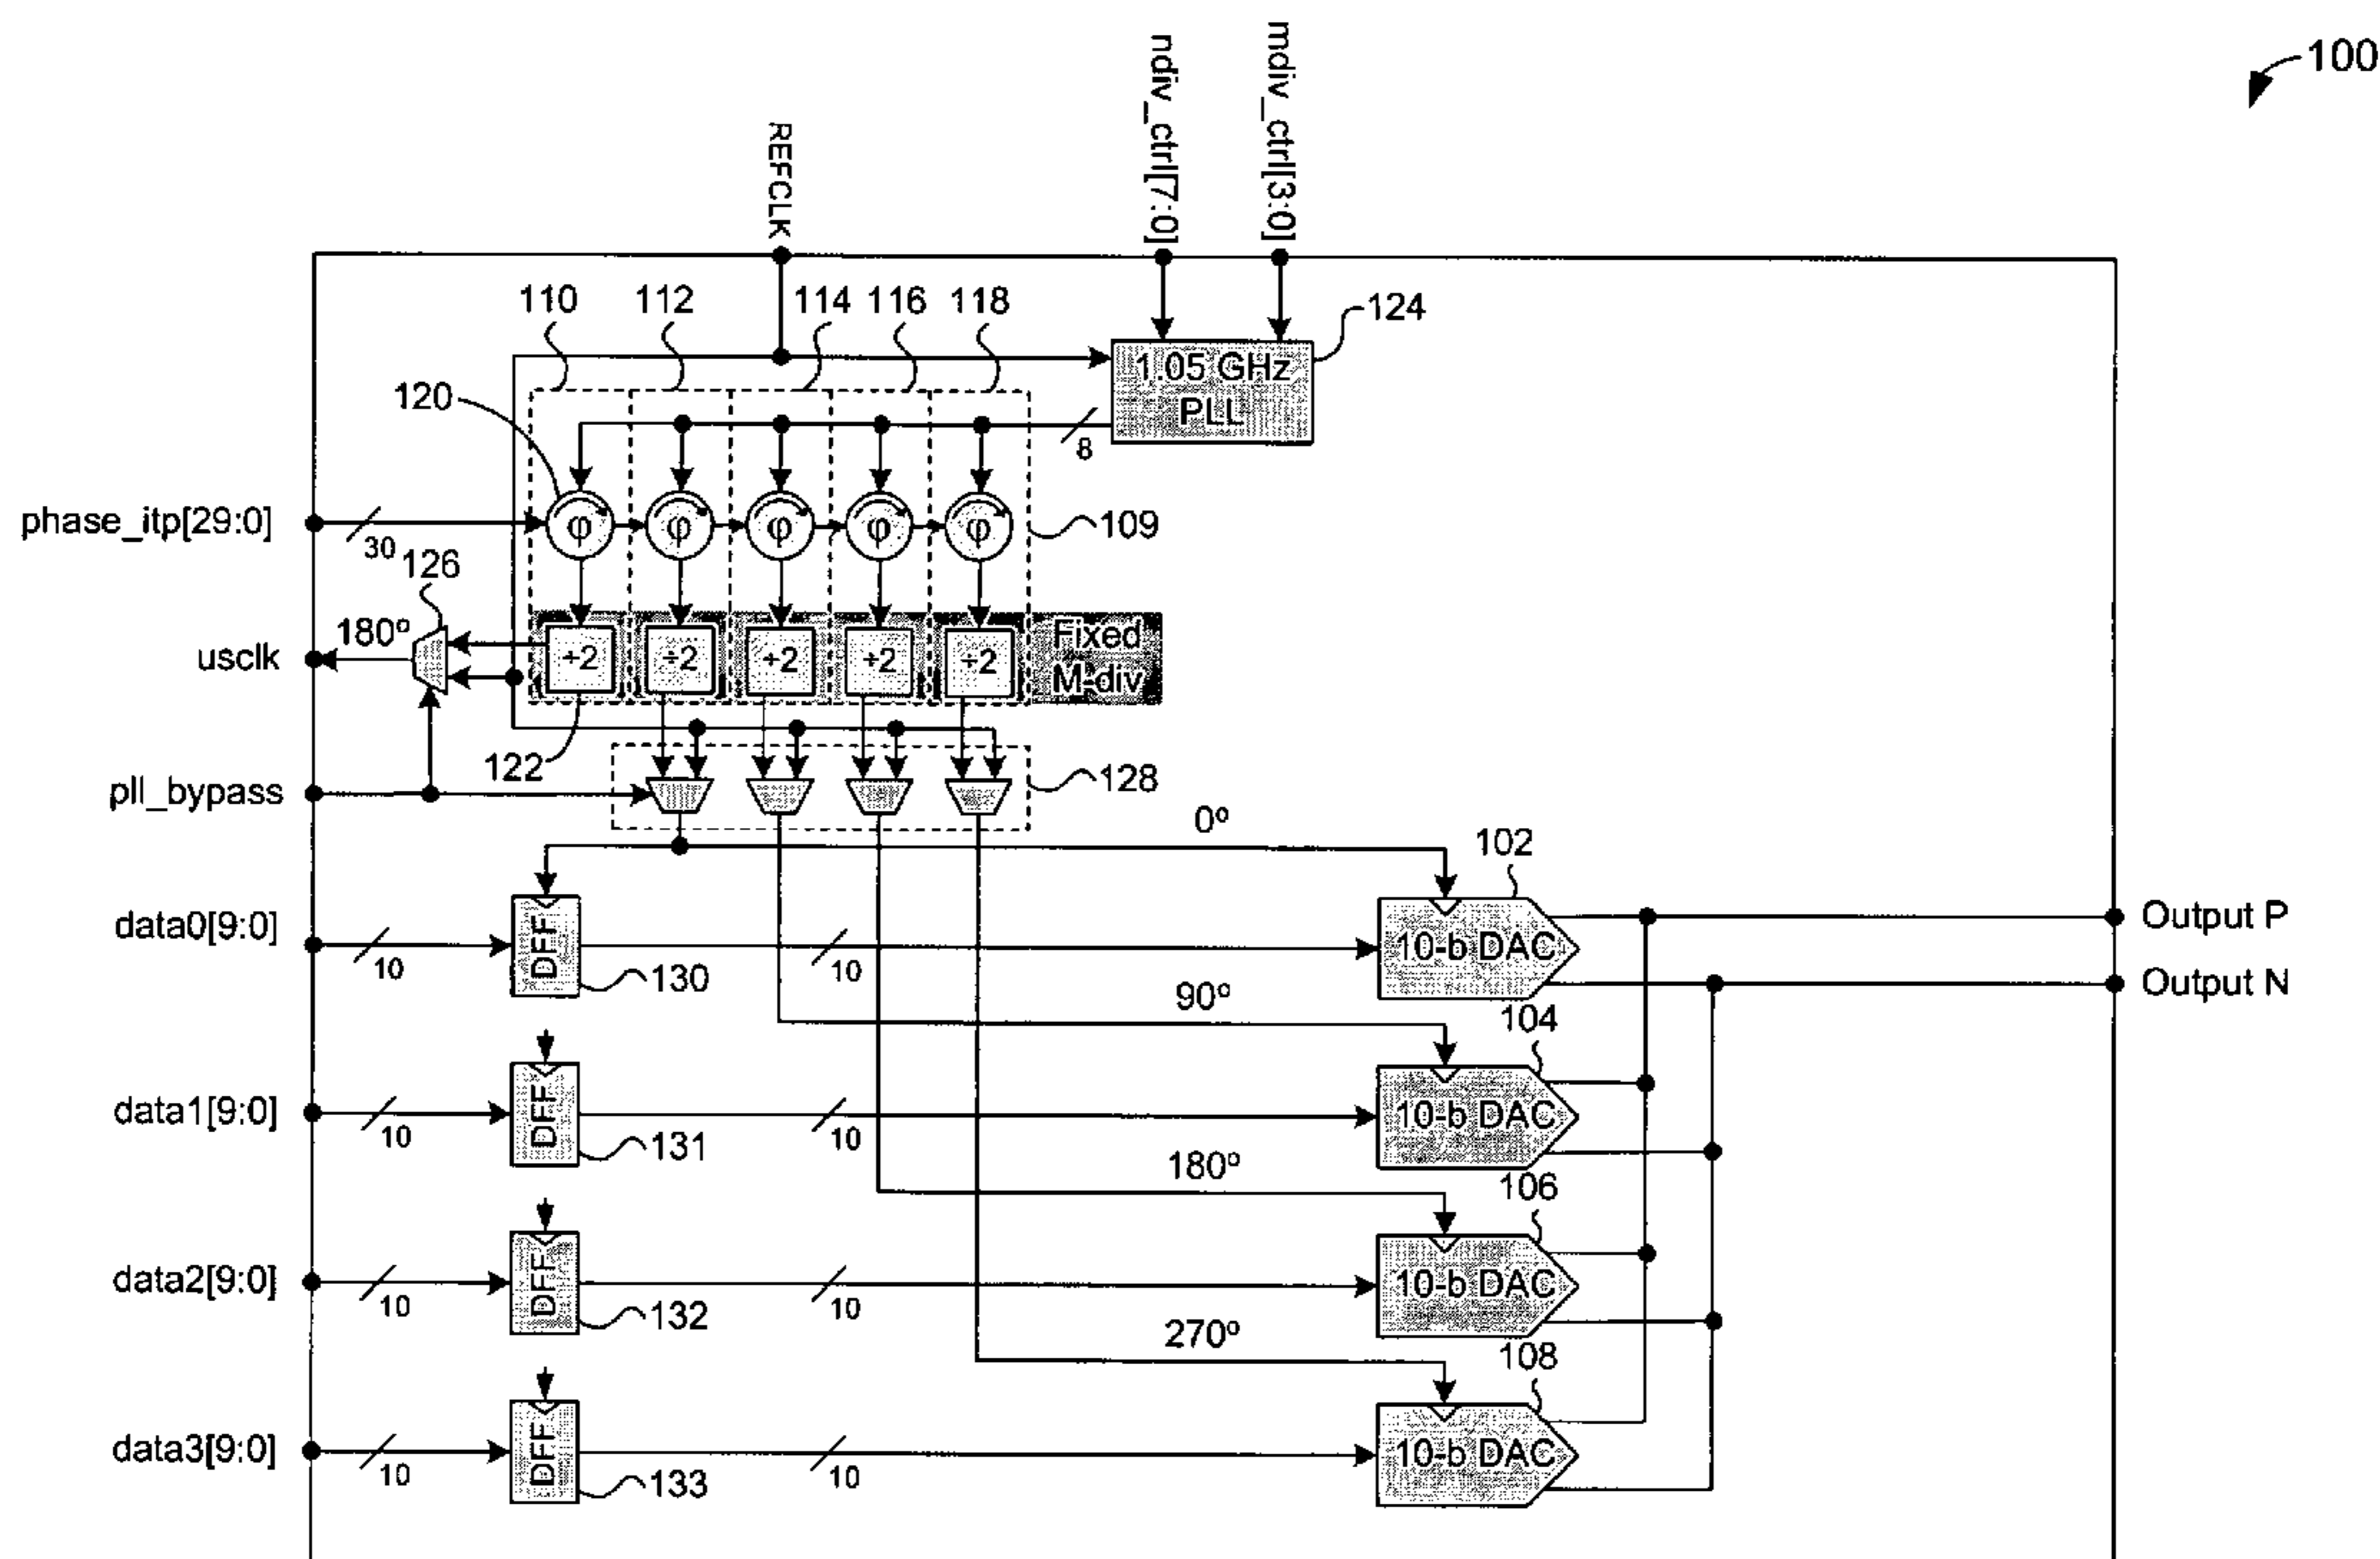 100
ndiv_ctrl[7:0]
mdiv_ctrl[3:0]
REFCLK
110
112
114
116
118
124
1.05 GHz
PLL
120
8
φ
φ
φ
φ
φ
phase_itp[29:0]
30
109
126
180º
usclk
÷2
÷2
÷2
÷2
÷2
Fixed
M-div
122
128
pll_bypass
0º
102
data0[9:0]
10
DFF
130
10
10-b DAC
Output P
Output N
90º
104
data1[9:0]
10
DFF
131
10
10-b DAC
180º
106
data2[9:0]
10
DFF
132
10
10-b DAC
270º
108
data3[9:0]
10
DFF
133
10
10-b DAC